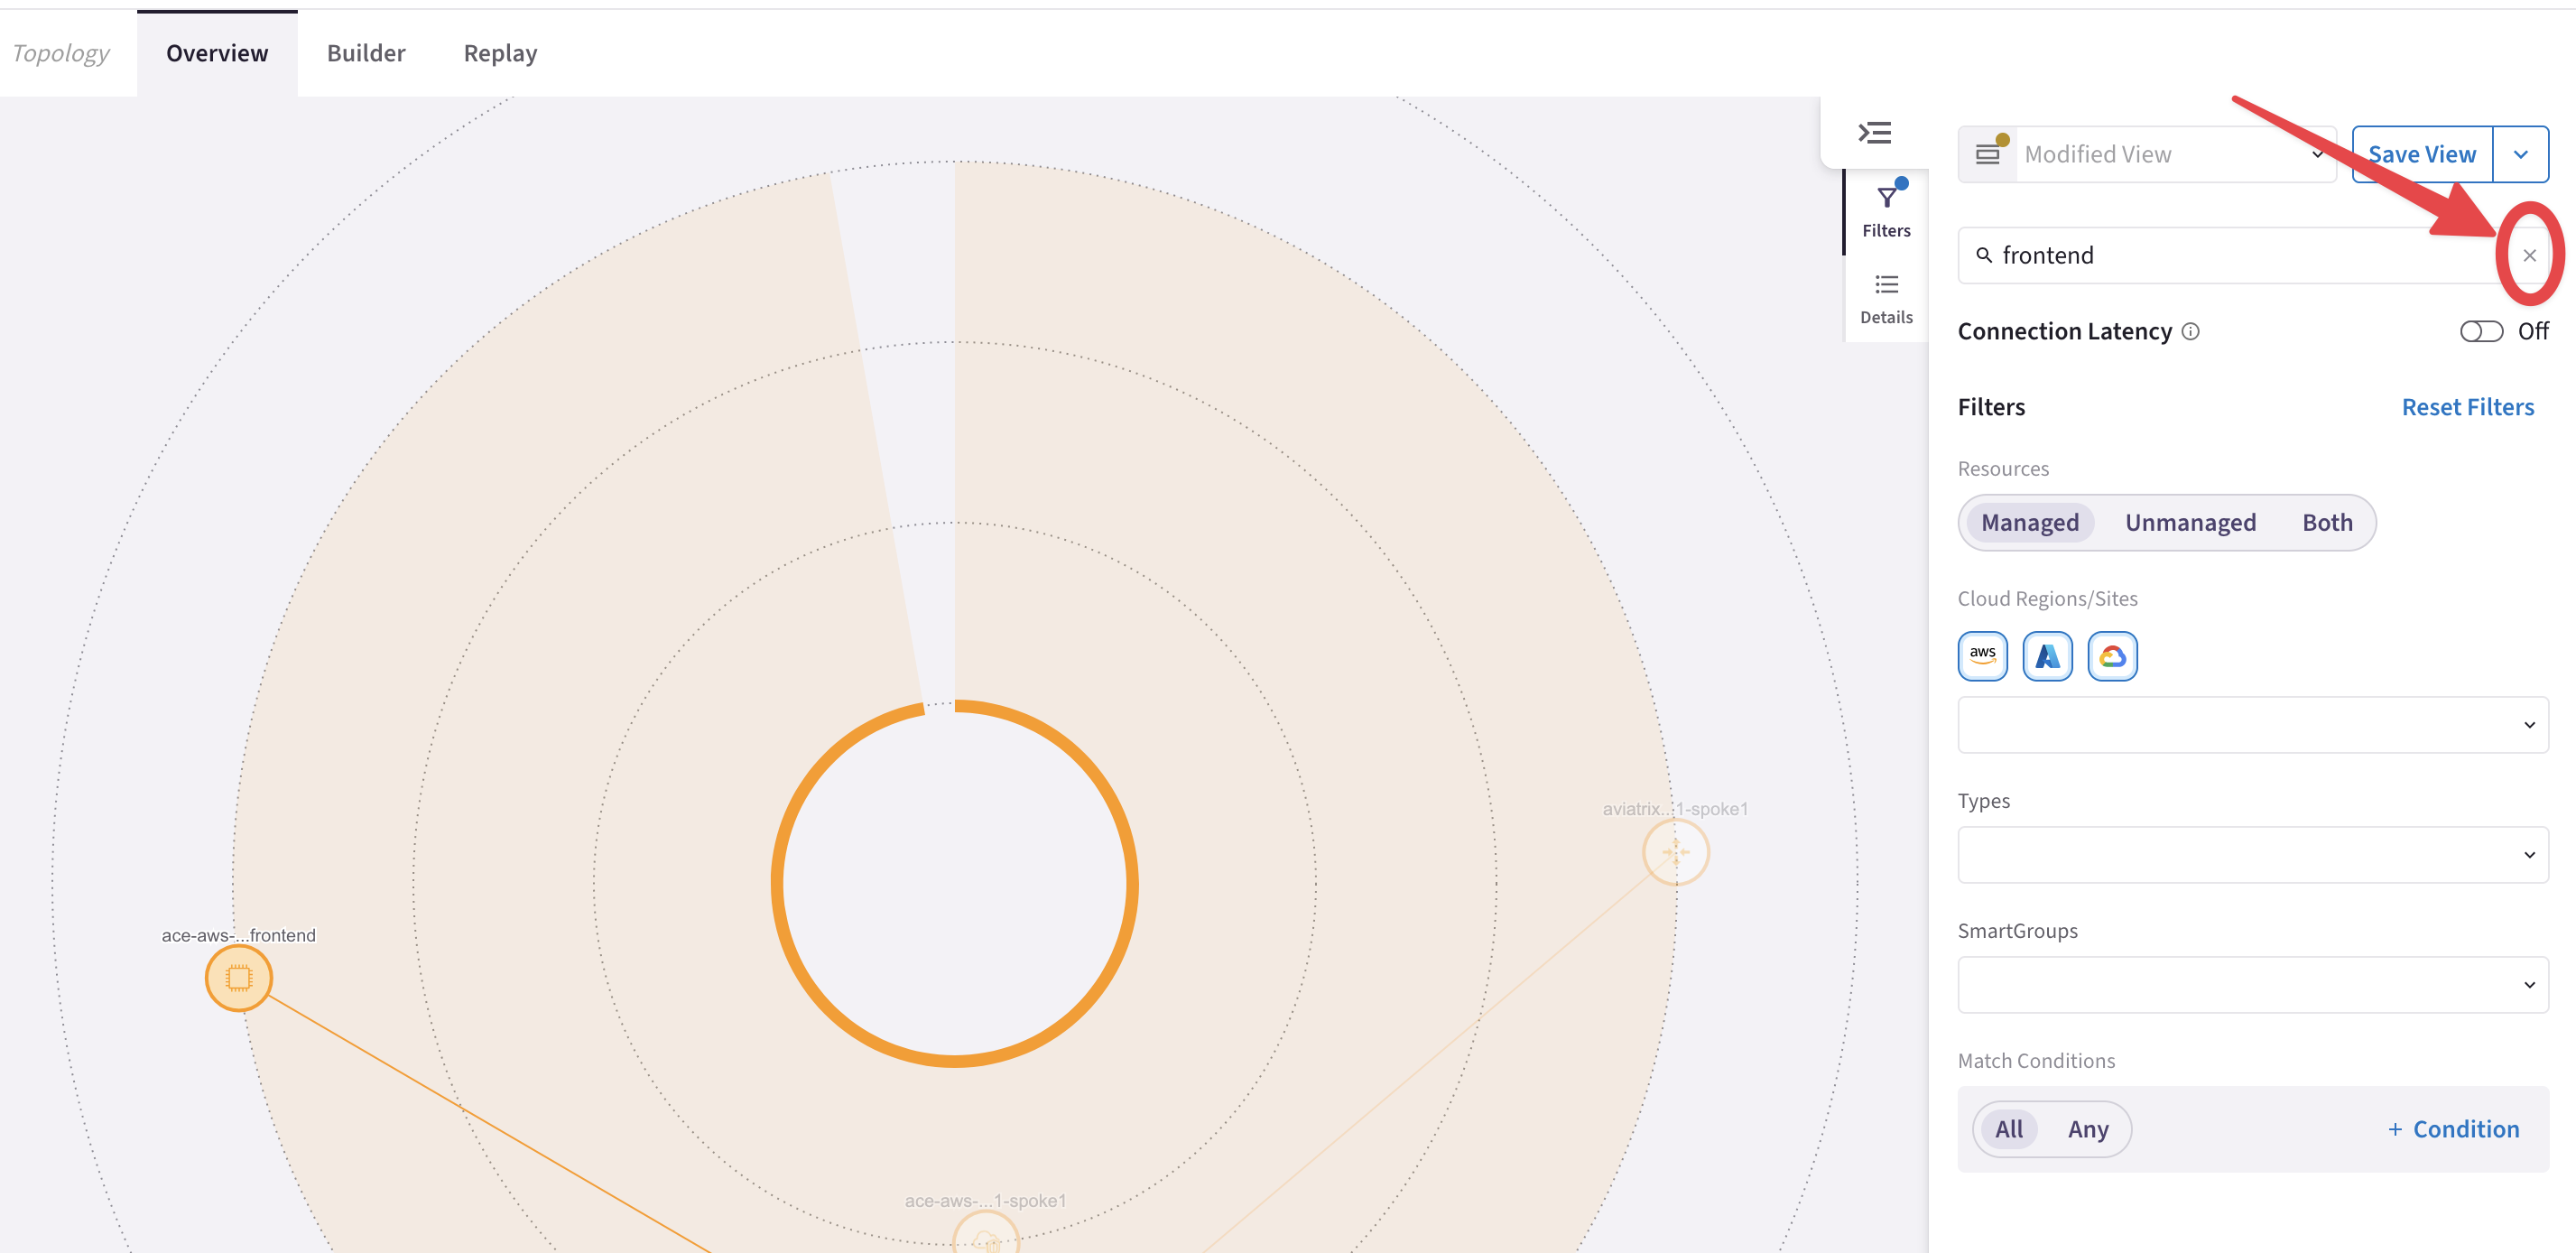 Topology Overview Builder Replay
Modified View Save View
Filters
frontend
Details
Connection Latency Off
Filters Reset Filters
Resources
Managed Unmanaged Both
Cloud Regions/Sites
aws
Types
SmartGroups
Match Conditions
All Any + Condition
aviatrix...1-spoke1
ace-aws-...frontend
ace-aws-...1-spoke1